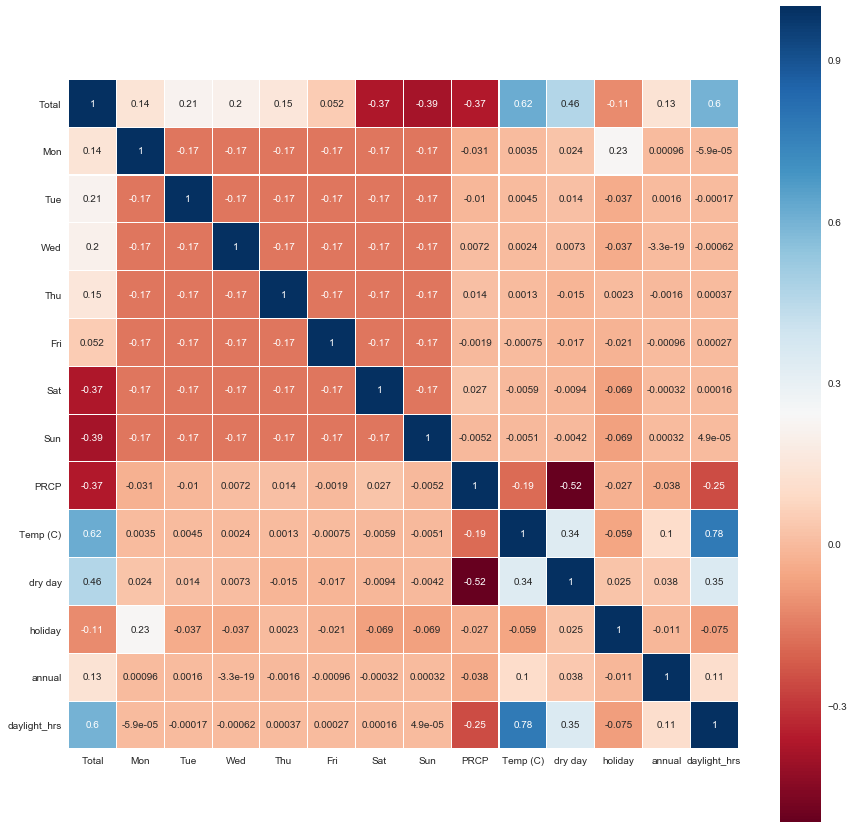 0.9
Total 1 0.14 0.21 0.2 0.15 0.052 -0.37 -0.39 -0.37 0.62 0.46 -0.11 0.13 0.6
Mon 0.14 1 -0.17 -0.17 -0.17 -0.17 -0.17 -0.17 -0.031 0.0035 0.024 0.23 0.00096 -5.9e-05
Tue 0.21 -0.17 1 -0.17 -0.17 -0.17 -0.17 -0.17 -0.01 0.0045 0.014 -0.037 0.0016 -0.00017
0.6
Wed 0.2 -0.17 -0.17 1 -0.17 -0.17 -0.17 -0.17 0.0072 0.0024 0.0073 -0.037 -3.3e-19 -0.00062
Thu 0.15 -0.17 -0.17 -0.17 1 -0.17 -0.17 -0.17 0.014 0.0013 -0.015 0.0023 -0.0016 0.00037
Fri 0.052 -0.17 -0.17 -0.17 -0.17 1 -0.17 -0.17 -0.0019 -0.00075 -0.017 -0.021 -0.00096 0.00027
0.3
Sat -0.37 -0.17 -0.17 -0.17 -0.17 -0.17 1 -0.17 0.027 -0.0059 -0.0094 -0.069 -0.00032 0.00016
Sun -0.39 -0.17 -0.17 -0.17 -0.17 -0.17 -0.17 1 -0.0052 -0.0051 -0.0042 -0.069 0.00032 4.9e-05
PRCP -0.37 -0.031 -0.01 0.0072 0.014 -0.0019 0.027 -0.0052 1 -0.19 -0.52 -0.027 -0.038 -0.25
Temp (C) 0.62 0.0035 0.0045 0.0024 0.0013 -0.00075 -0.0059 -0.0051 -0.19 1 0.34 -0.059 0.1 0.78
0.0
dry day 0.46 0.024 0.014 0.0073 -0.015 -0.017 -0.0094 -0.0042 -0.52 0.34 1 0.025 0.038 0.35
holiday -0.11 0.23 -0.037 -0.037 0.0023 -0.021 -0.069 -0.069 -0.027 -0.059 0.025 1 -0.011 -0.075
annual 0.13 0.00096 0.0016 -3.3e-19 -0.0016 -0.00096 -0.00032 0.00032 -0.038 0.1 0.038 -0.011 1 0.11
-0.3
daylight_hrs 0.6 -5.9e-05 -0.00017 -0.00062 0.00037 0.00027 0.00016 4.9e-05 -0.25 0.78 0.35 -0.075 0.11 1
Total Mon Tue Wed Thu Fri Sat Sun PRCP Temp (C) dry day holiday annual daylight_hrs